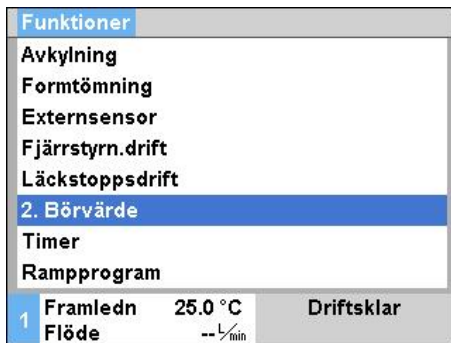 Funktioner
Avkylning
Formtömning
Externsensor
Fjärrstyrn.drift
Läckstoppsdrift
2. Börvärde
Timer
Rampprogram
1 Framledn 25.0 °C Driftsklar
Flöde -- L/min